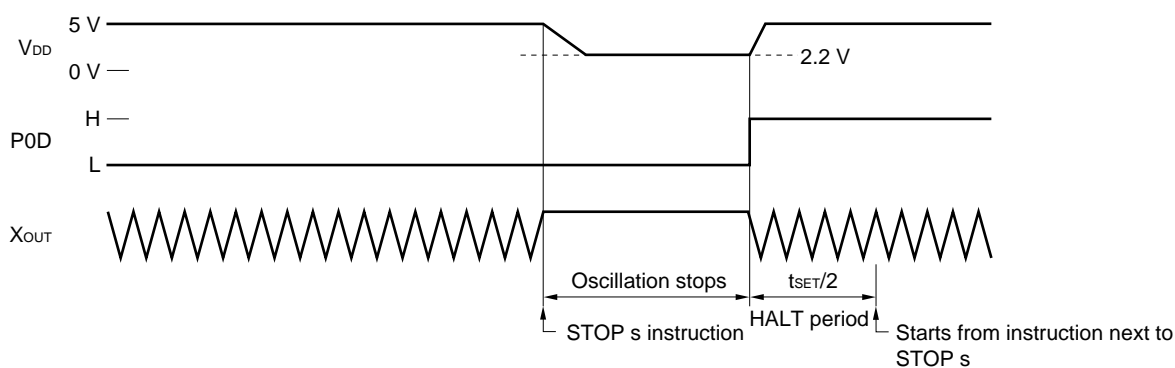 5 V
VDD
2.2 V
0 V
H
P0D
L
XOUT
Oscillation stops
tSET/2
STOP s instruction
HALT period
Starts from instruction next to
STOP s